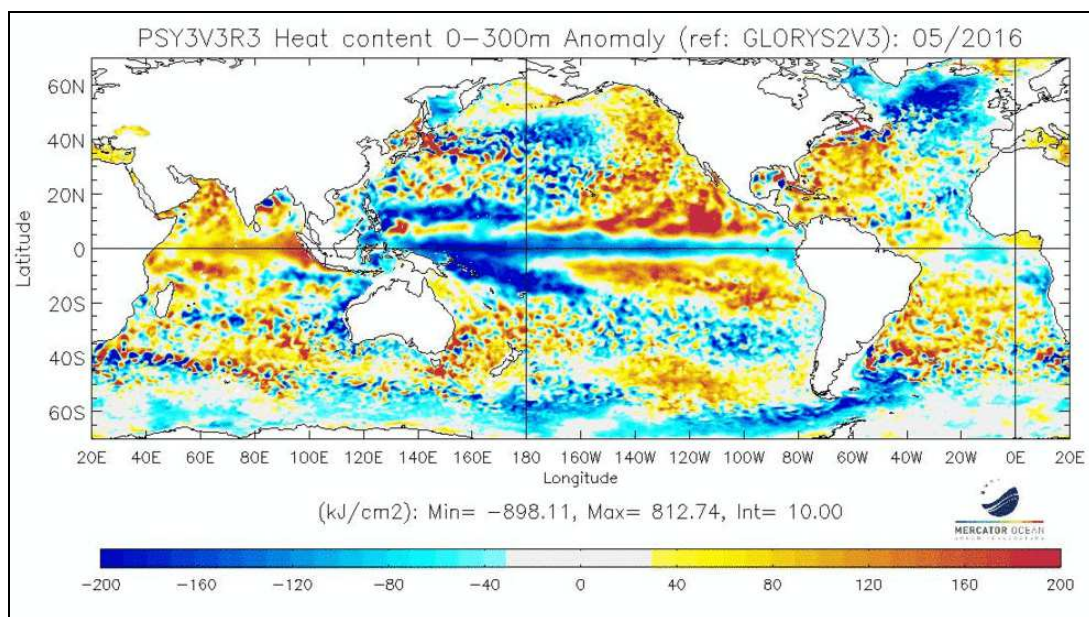 PSY3V3R3 Heat content 0-300m Anomaly (ref: GLORYS2V3): 05/2016
60N
40N
20N
0
20S
40S
60S
Latitude
20E 40E 60E 80E 100E 120E 140E 160E 180 160W 140W 120W 100W 80W 60W 40W 20W 0E 20E
Longitude
(kJ/cm2): Min= -898.11, Max= 812.74, Int= 10.00
MERCATOR OCEAN
-200 -160 -120 -80 -40 0 40 80 120 160 200